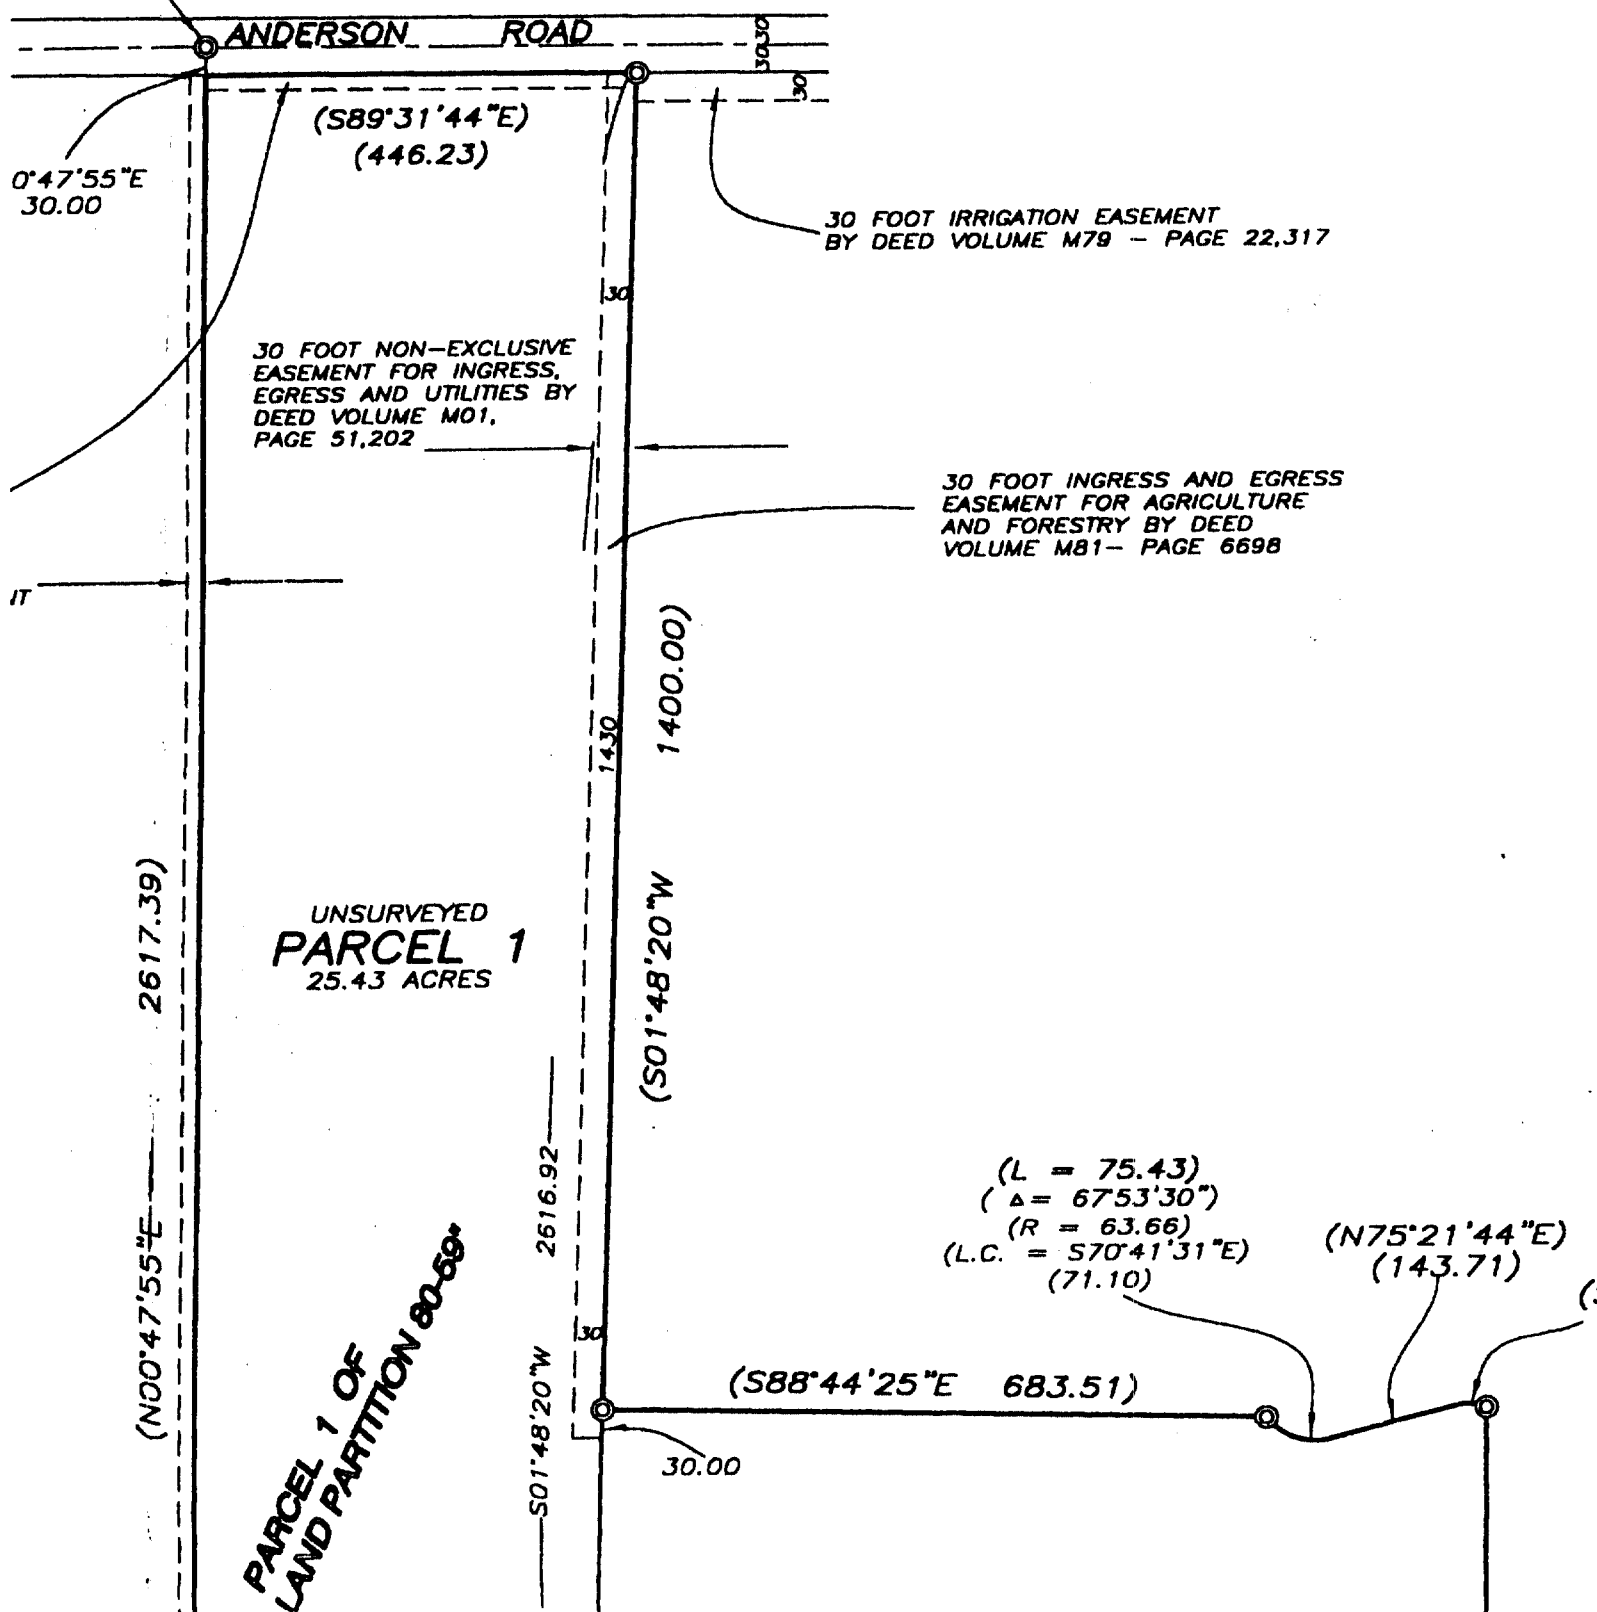 ANDERSON ROAD
3030
30
(S89°31'44"E)
(446.23)
0°47'55"E
30.00
30 FOOT IRRIGATION EASEMENT
BY DEED VOLUME M79 - PAGE 22,317
30
30 FOOT NON-EXCLUSIVE
EASEMENT FOR INGRESS,
EGRESS AND UTILITIES BY
DEED VOLUME M01,
PAGE 51,202
30 FOOT INGRESS AND EGRESS
EASEMENT FOR AGRICULTURE
AND FORESTRY BY DEED
VOLUME M81- PAGE 6698
IT
(S01°48'20"W 1400.00)
1430
(N00°47'55"E 2617.39)
UNSURVEYED
PARCEL 1
25.43 ACRES
S01°48'20"W 2616.92
(L = 75.43)
( Δ= 67°53'30")
(R = 63.66)
(L.C. = S70°41'31"E)
(71.10)
(N75°21'44"E)
(143.71)
30
(S88°44'25"E 683.51)
30.00
PARCEL 1 OF
LAND PARTITION 80-59"